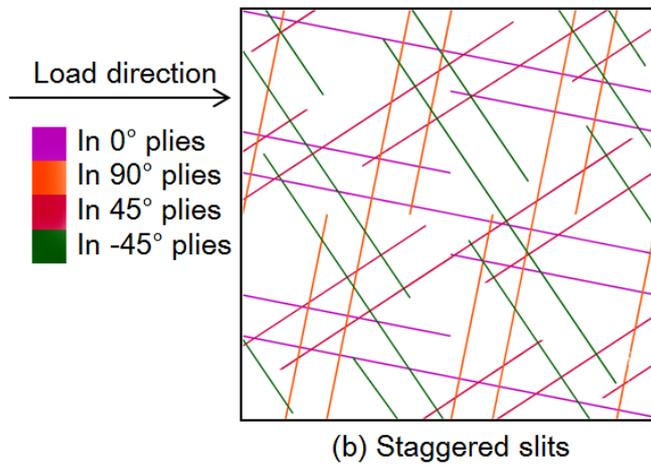 Load direction
In 0° plies
In 90° plies
In 45° plies
In -45° plies
(b) Staggered slits